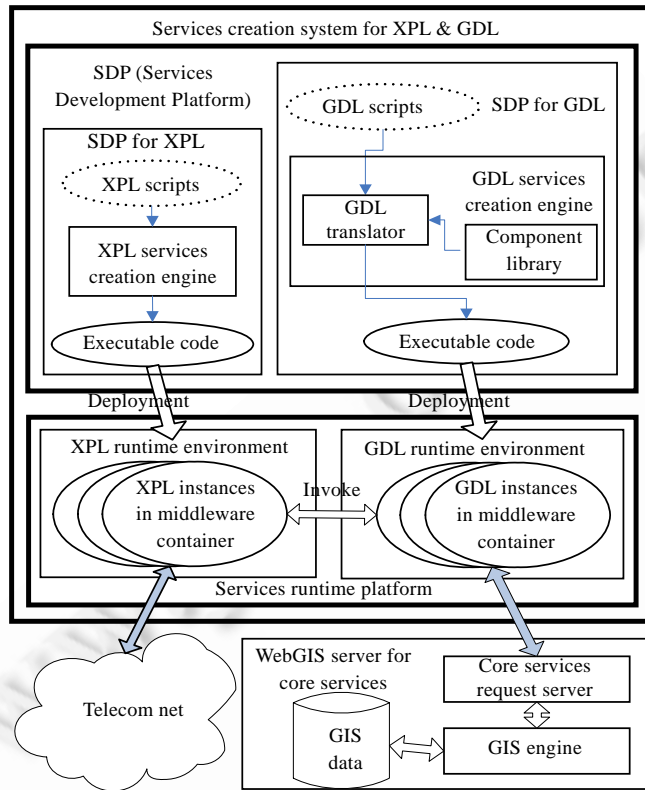 Services creation system for XPL & GDL
SDP (Services
Development Platform)
SDP for XPL
XPL scripts
XPL services
creation engine
Executable code
GDL scripts
SDP for GDL
GDL services
creation engine
GDL
translator
Component
library
Executable code
Deployment
Deployment
XPL runtime environment
XPL instances
in middleware
container
Invoke
GDL runtime environment
GDL instances
in middleware
container
Services runtime platform
Telecom net
WebGIS server for
core services
Core services
request server
GIS
data
GIS engine